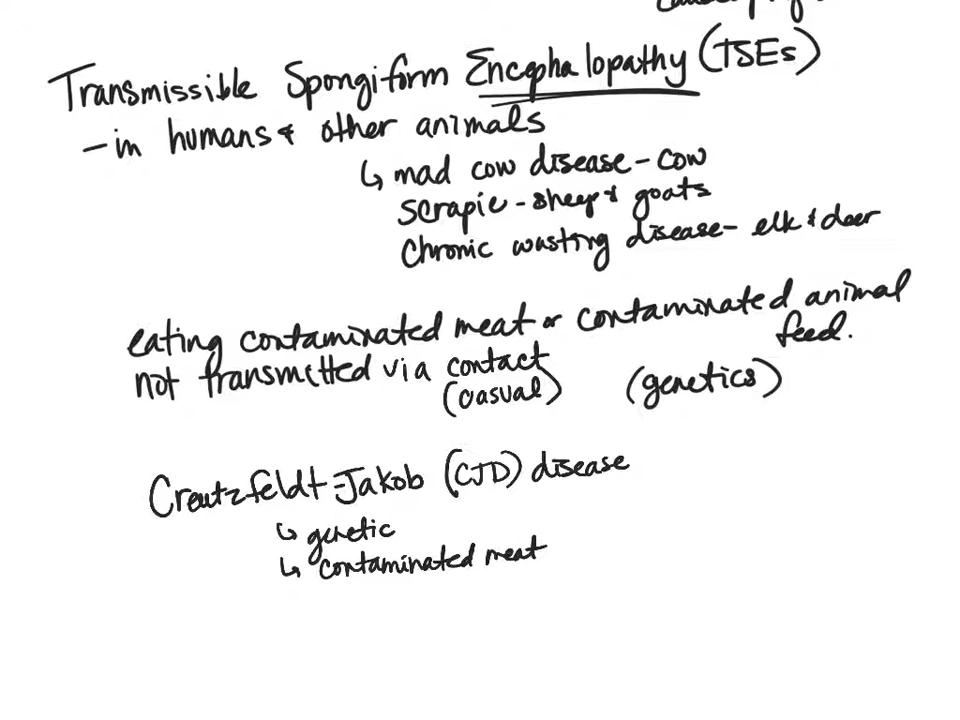 Transmissible Spongiform Encephalopathy (TSEs)
- in humans & other animals
↳ mad cow disease - cow
scrapie - sheep & goats
Chronic wasting disease - elk & deer
eating contaminated meat or contaminated animal
feed.
not transmitted via contact
(casual) (genetics)
Creutzfeldt-Jakob (CJD) disease
↳ genetic
↳ contaminated meat